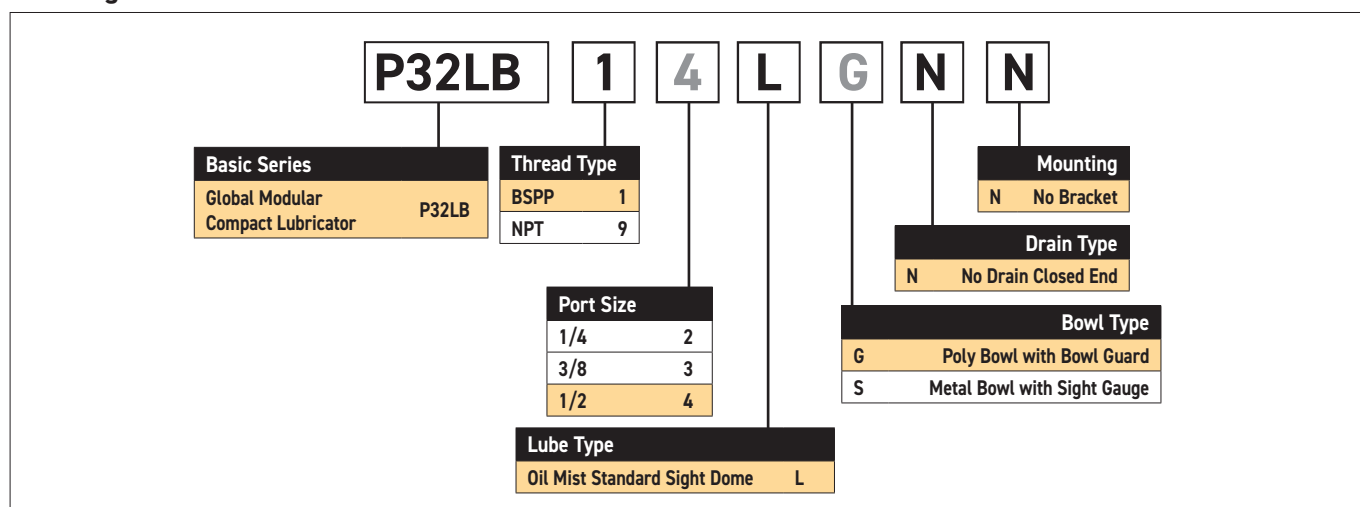 P32LB 1 4 L G N N
Basic Series
Global Modular
Compact Lubricator P32LB
Thread Type
BSPP 1
NPT 9
Port Size
1/4 2
3/8 3
1/2 4
Lube Type
Oil Mist Standard Sight Dome L
Mounting
N No Bracket
Drain Type
N No Drain Closed End
Bowl Type
G Poly Bowl with Bowl Guard
S Metal Bowl with Sight Gauge